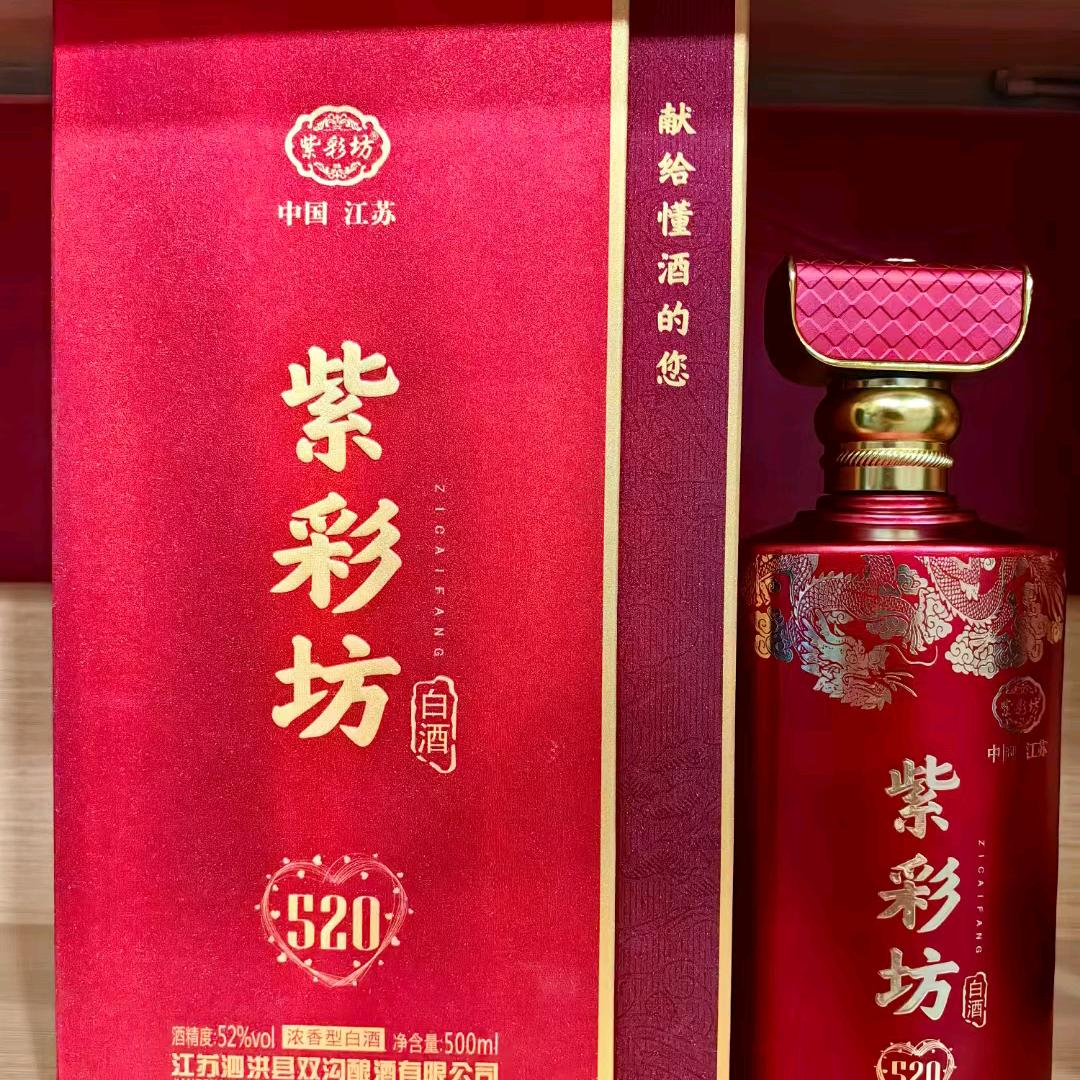 紫彩坊
中国 江苏
紫彩坊
ZICAIFANG
白酒
520
酒精度:52%vol 浓香型白酒 净含量:500ml
江苏泗洪县双沟酿酒有限公司
献给懂酒的您
紫彩坊
中国 江苏
紫彩坊
ZICAIFANG
白酒
520